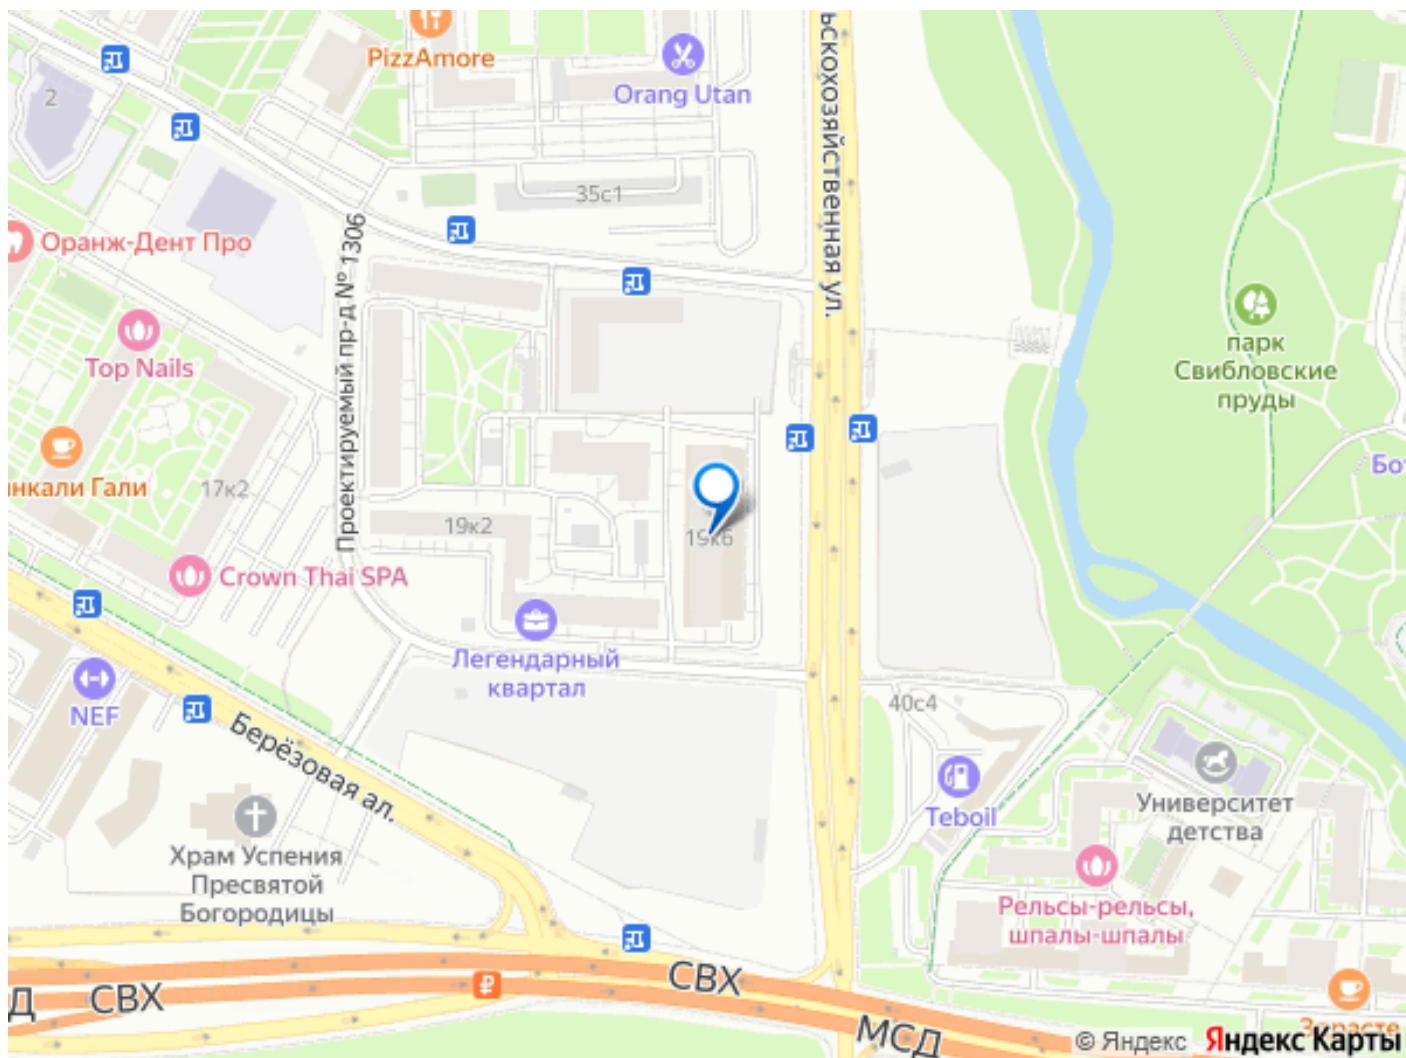 PizzAmore
Orang Utan
2
ьскохозяйственная ул.
35с1
Оранж-Дент Про
Проектируемый пр-д № 1306
парк
Свибловские
пруды
Top Nails
нкали Гали
17к2
19к2
19к6
Бот
Crown Thai SPA
Легендарный
квартал
NEF
Берёзовая ал.
40с4
Teboil
Университет
детства
Храм Успения
Пресвятой
Богородицы
Рельсы-рельсы,
шпалы-шпалы
Д
СВХ
СВХ
₽
МСД
© Яндекс
Яндекс Карты